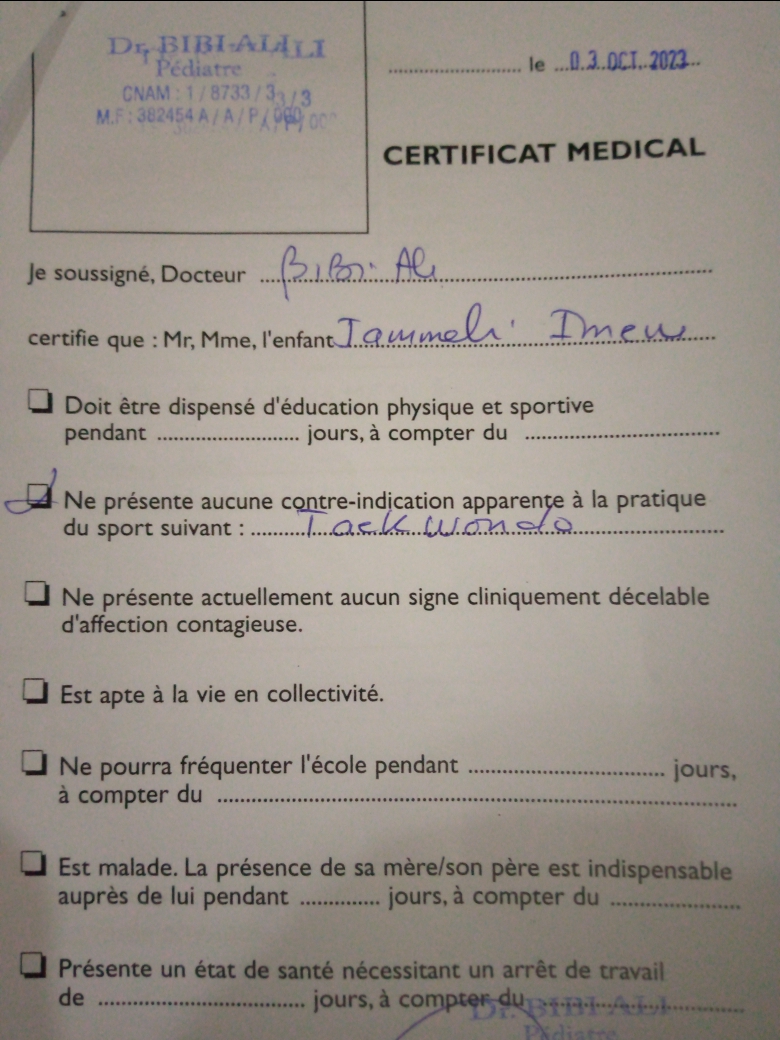 Dr. BIBI ALI
Pédiatre
CNAM : 1 / 8733 / 3
M.F : 382454 A / A / P / 000
le 03 OCT. 2023
CERTIFICAT MEDICAL
Je soussigné, Docteur BiBi Ali
certifie que : Mr, Mme, l'enfant Jammeli Imen
Doit être dispensé d'éducation physique et sportive
pendant ........................ jours, à compter du ................................
Ne présente aucune contre-indication apparente à la pratique
du sport suivant : Taekwondo
Ne présente actuellement aucun signe cliniquement décelable
d'affection contagieuse.
Est apte à la vie en collectivité.
Ne pourra fréquenter l'école pendant ................................ jours,
à compter du ................................................................
Est malade. La présence de sa mère/son père est indispensable
auprès de lui pendant ............. jours, à compter du ......................
Présente un état de santé nécessitant un arrêt de travail
de .................................. jours, à compter du ......................
Dr. BIBI ALI
Pédiatre